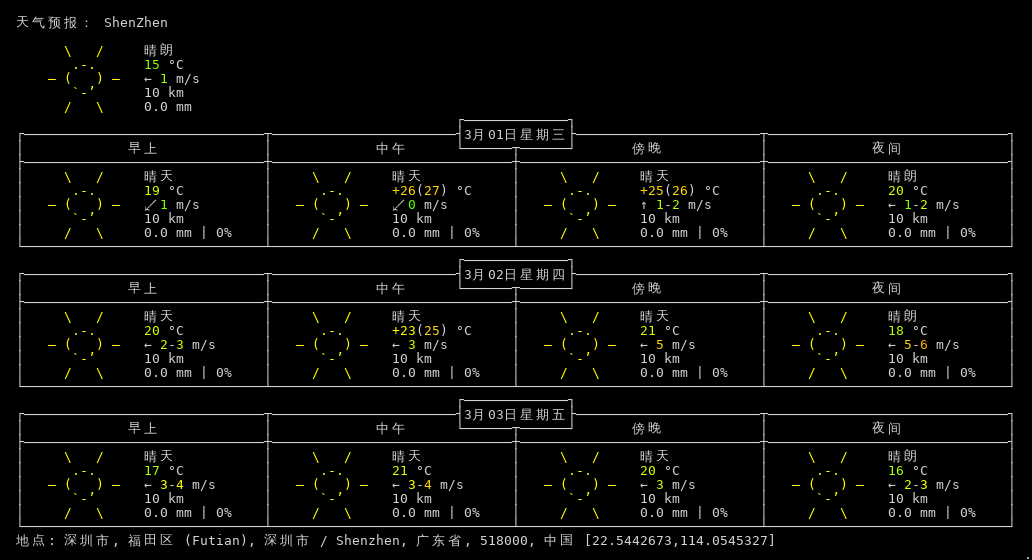 天气预报： ShenZhen
晴朗
15 °C
← 1 m/s
10 km
0.0 mm
3月01日星期三
早上 中午 傍晚 夜间
晴天 晴天 晴天 晴朗
19 °C +26(27) °C +25(26) °C 20 °C
↙ 1 m/s ↙ 0 m/s ↑ 1-2 m/s ← 1-2 m/s
10 km 10 km 10 km 10 km
0.0 mm | 0% 0.0 mm | 0% 0.0 mm | 0% 0.0 mm | 0%
3月02日星期四
早上 中午 傍晚 夜间
晴天 晴天 晴天 晴朗
20 °C +23(25) °C 21 °C 18 °C
← 2-3 m/s ← 3 m/s ← 5 m/s ← 5-6 m/s
10 km 10 km 10 km 10 km
0.0 mm | 0% 0.0 mm | 0% 0.0 mm | 0% 0.0 mm | 0%
3月03日星期五
早上 中午 傍晚 夜间
晴天 晴天 晴天 晴朗
17 °C 21 °C 20 °C 16 °C
← 3-4 m/s ← 3-4 m/s ← 3 m/s ← 2-3 m/s
10 km 10 km 10 km 10 km
0.0 mm | 0% 0.0 mm | 0% 0.0 mm | 0% 0.0 mm | 0%
地点: 深圳市, 福田区 (Futian), 深圳市 / Shenzhen, 广东省, 518000, 中国 [22.5442673,114.0545327]